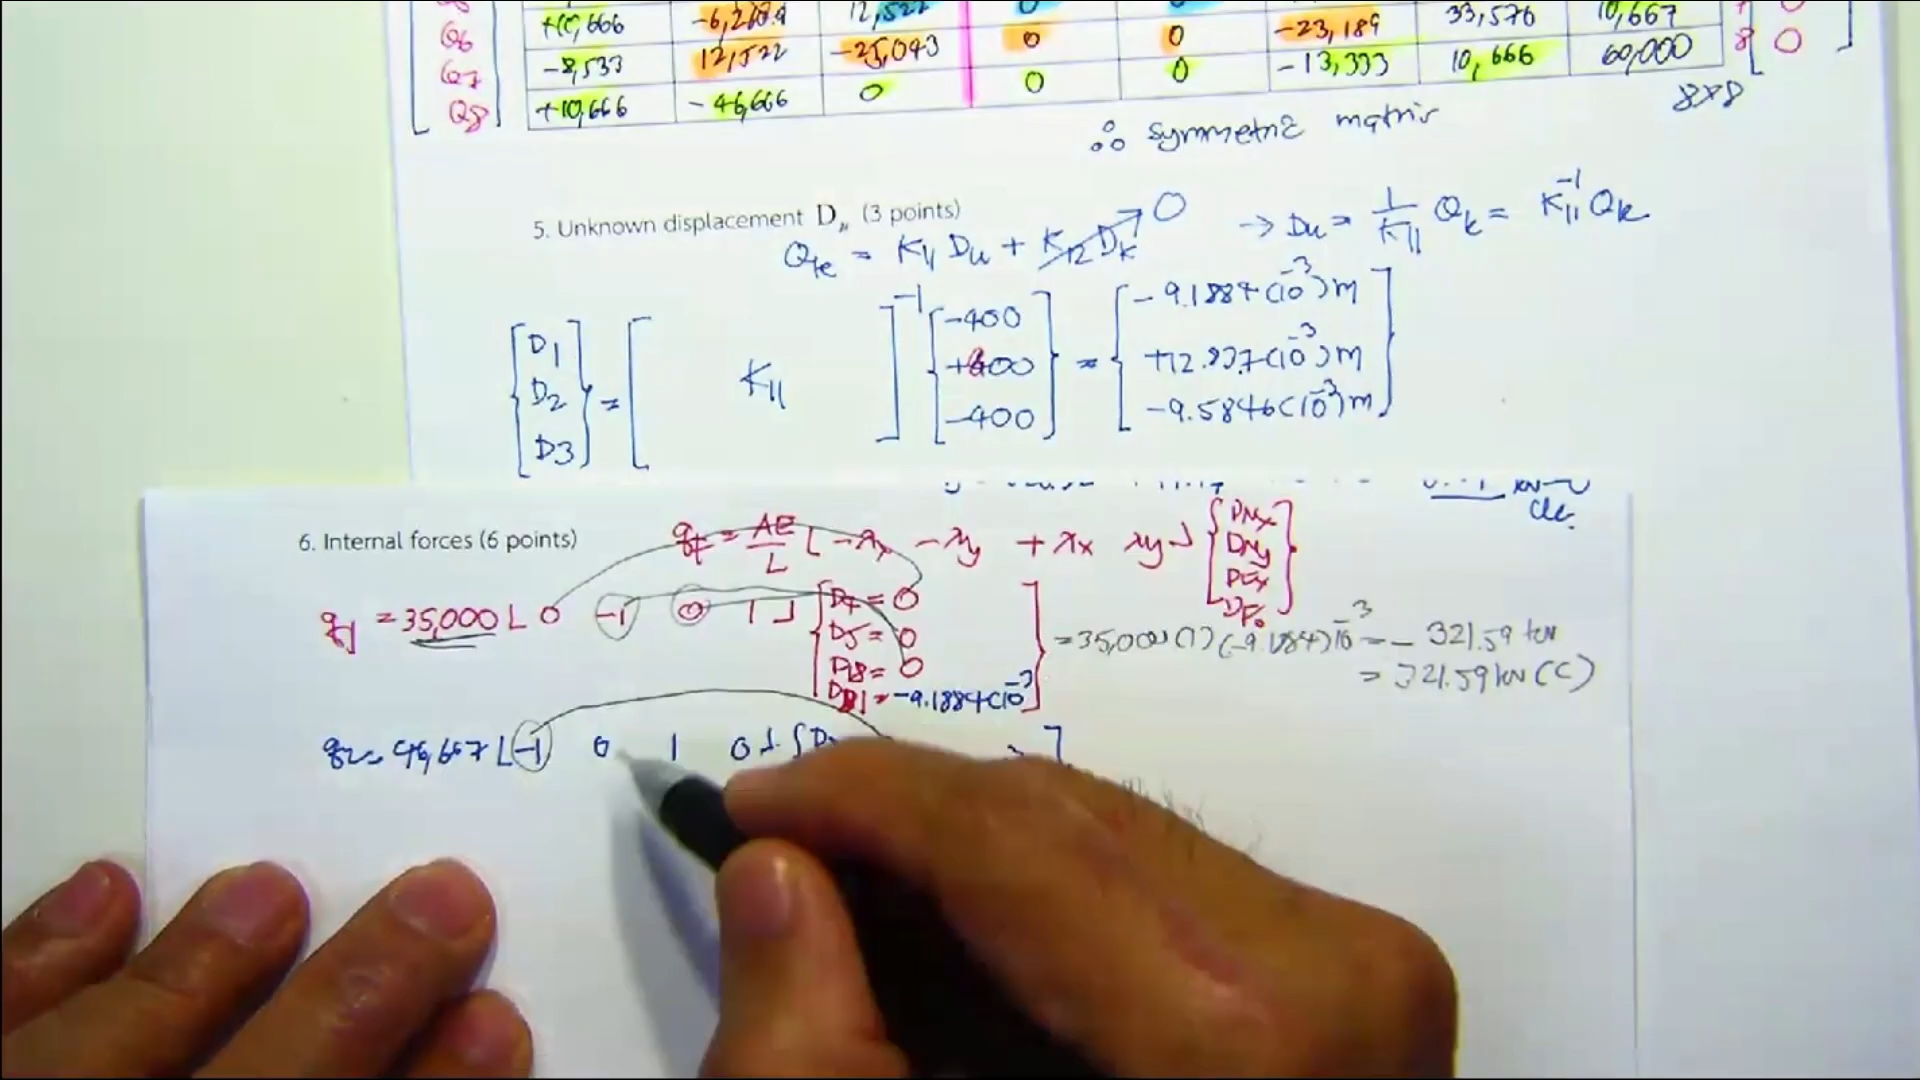 Q6 +10,666 -6,268.9 12,522 0 0 -23,189 33,576 10,667
Q7 -8,533 12,522 -25,043 0 0 -13,333 10,666 60,000 8 0
Q8 +10,666 -46,666 0 0 0
8x8
∴ symmetric matrix
5. Unknown displacement Du (3 points)
Qk = K11 Du + K12 Dk 0 → Du = 1/K11 Qk = K11^-1 Qk
[D1 D2 D3] = [K11]^-1 [-400 +400 -400] = [-9.1884(10^-3)m +12.837(10^-3)m -9.5846(10^-3)m]
6. Internal forces (6 points)
qf = AE/L [-λx -λy +λx λy] {DNx DNy DFx DFy}
q1 = 35,000 [0 -1 0 1] {D4 = 0 D5 = 0 D8 = 0 D1 = -9.1884(10^-3)} = 35,000(1)(-9.1884)10^-3 = -321.59 kN
= 321.59 kN (C)
q2 = 46,667 [-1 0 1 0]